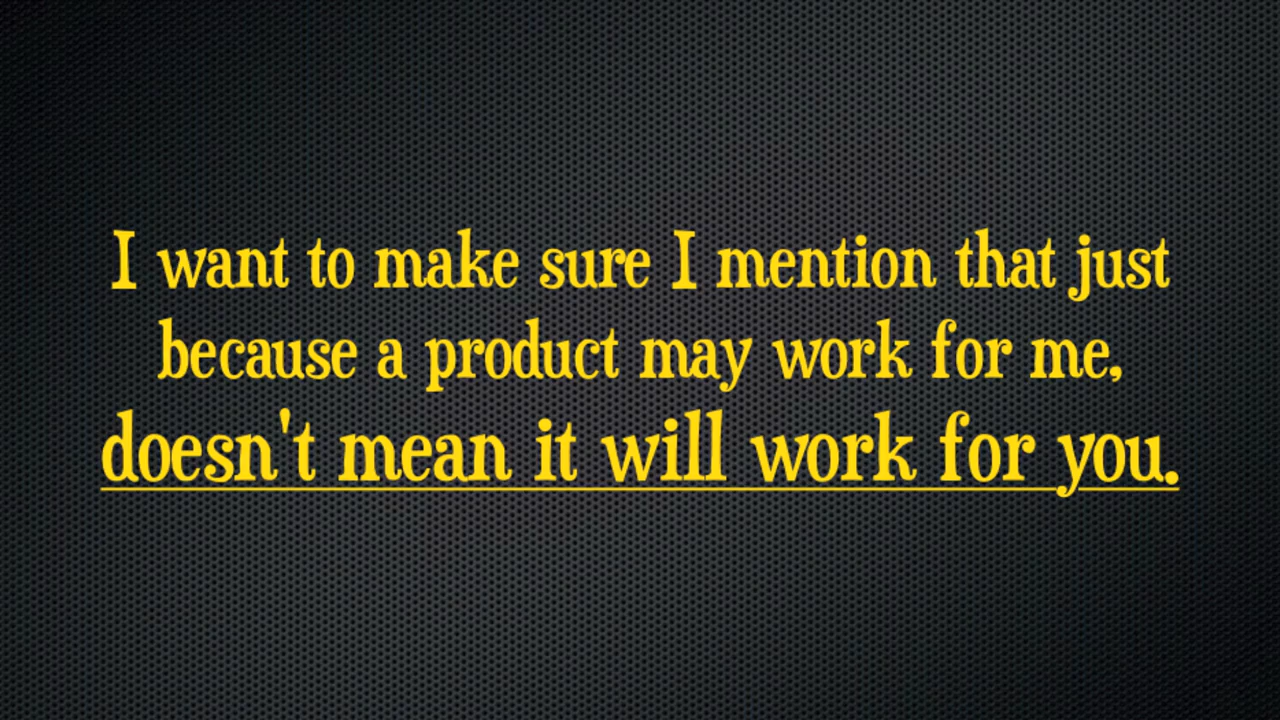 I want to make sure I mention that just
because a product may work for me,
doesn't mean it will work for you.